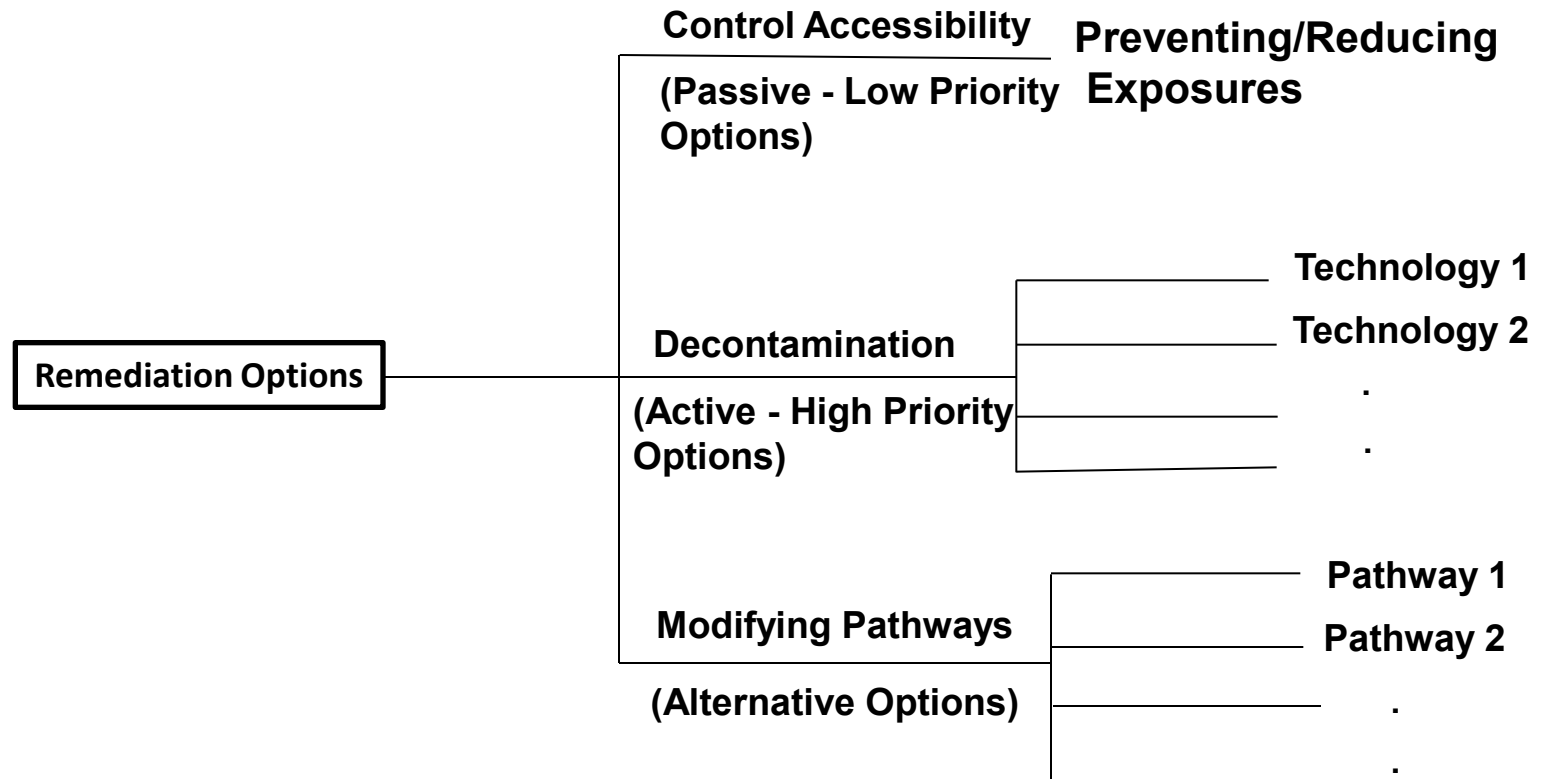 Control Accessibility
Preventing/Reducing
Exposures
(Passive - Low Priority
Options)
Technology 1
Technology 2
.
.
Decontamination
Remediation Options
(Active - High Priority
Options)
Pathway 1
Pathway 2
.
.
Modifying Pathways
(Alternative Options)